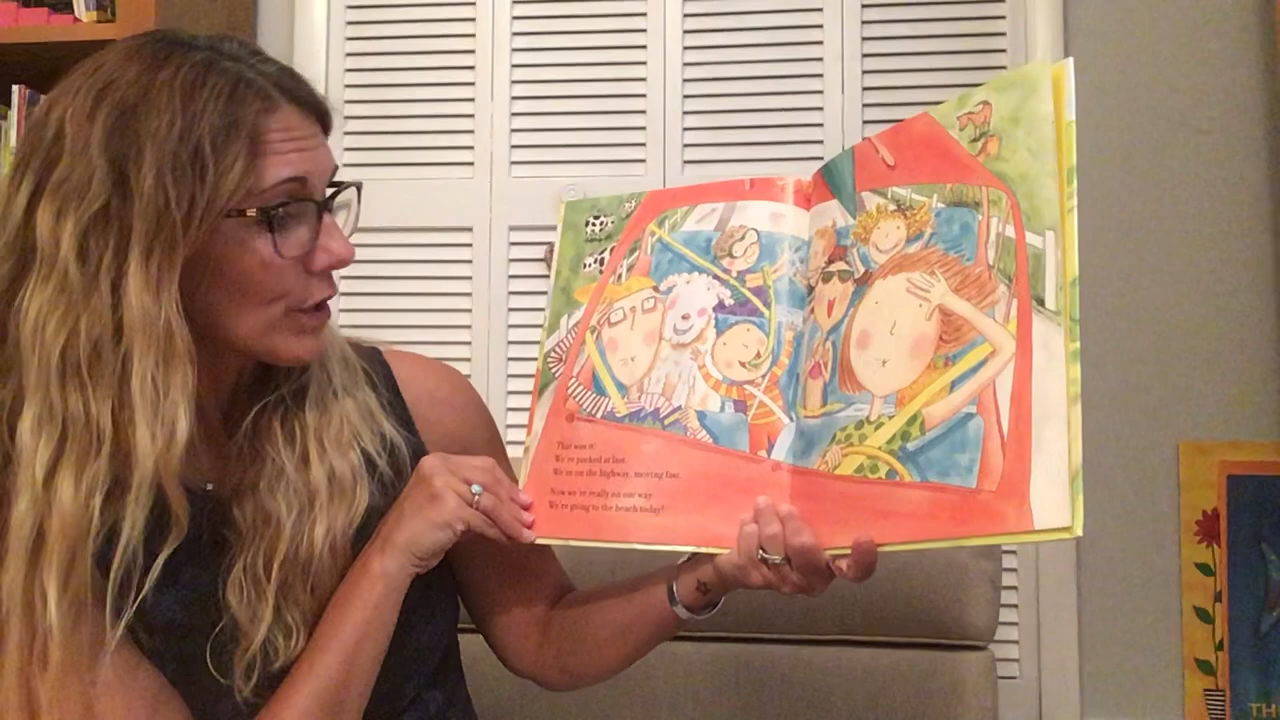 That was it!
We're packed at last.
We're on the highway, moving fast.
Now we're really on our way.
We're going to the beach today!
TH